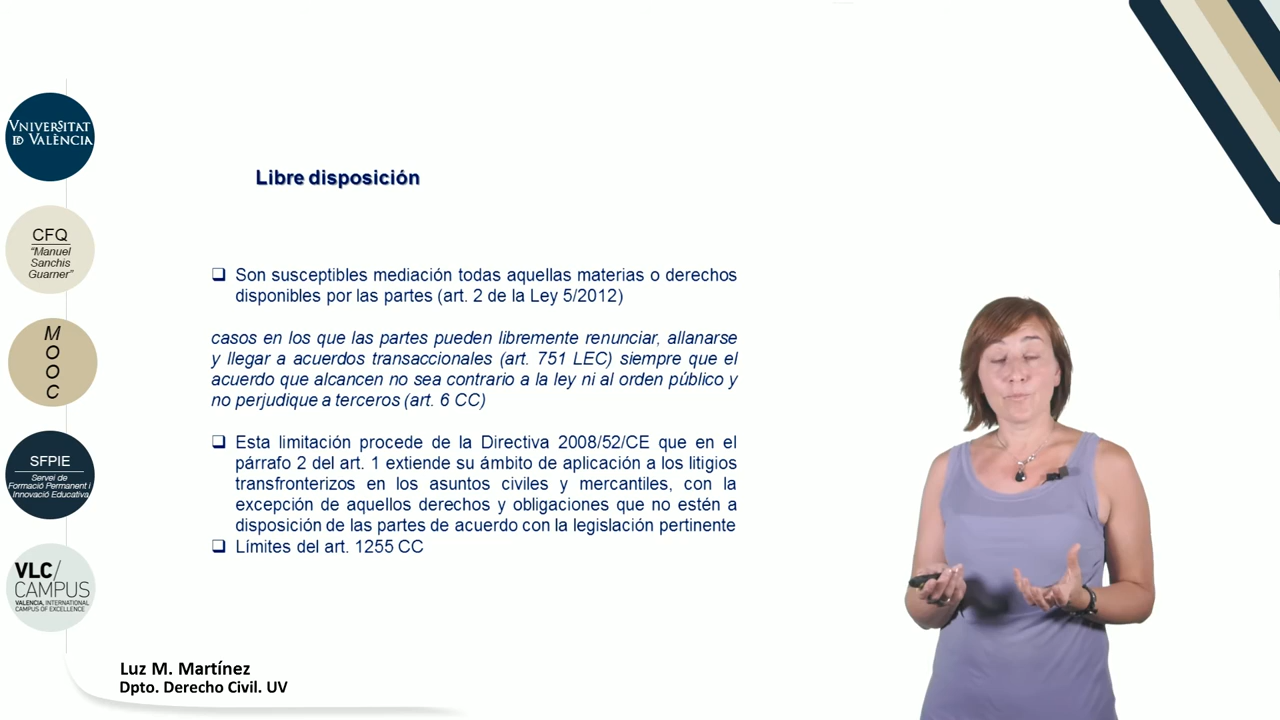 VNIVERSITAT
DE VALÈNCIA
CFQ
"Manuel
Sanchis
Guarner"
M
O
O
C
SFPIE
Servei de
Formació Permanent i
Innovació Educativa
VLC/
CAMPUS
VALENCIA, INTERNATIONAL
CAMPUS OF EXCELLENCE
Libre disposición
❑ Son susceptibles mediación todas aquellas materias o derechos
disponibles por las partes (art. 2 de la Ley 5/2012)
casos en los que las partes pueden libremente renunciar, allanarse
y llegar a acuerdos transaccionales (art. 751 LEC) siempre que el
acuerdo que alcancen no sea contrario a la ley ni al orden público y
no perjudique a terceros (art. 6 CC)
❑ Esta limitación procede de la Directiva 2008/52/CE que en el
párrafo 2 del art. 1 extiende su ámbito de aplicación a los litigios
transfronterizos en los asuntos civiles y mercantiles, con la
excepción de aquellos derechos y obligaciones que no estén a
disposición de las partes de acuerdo con la legislación pertinente
❑ Límites del art. 1255 CC
Luz M. Martínez
Dpto. Derecho Civil. UV